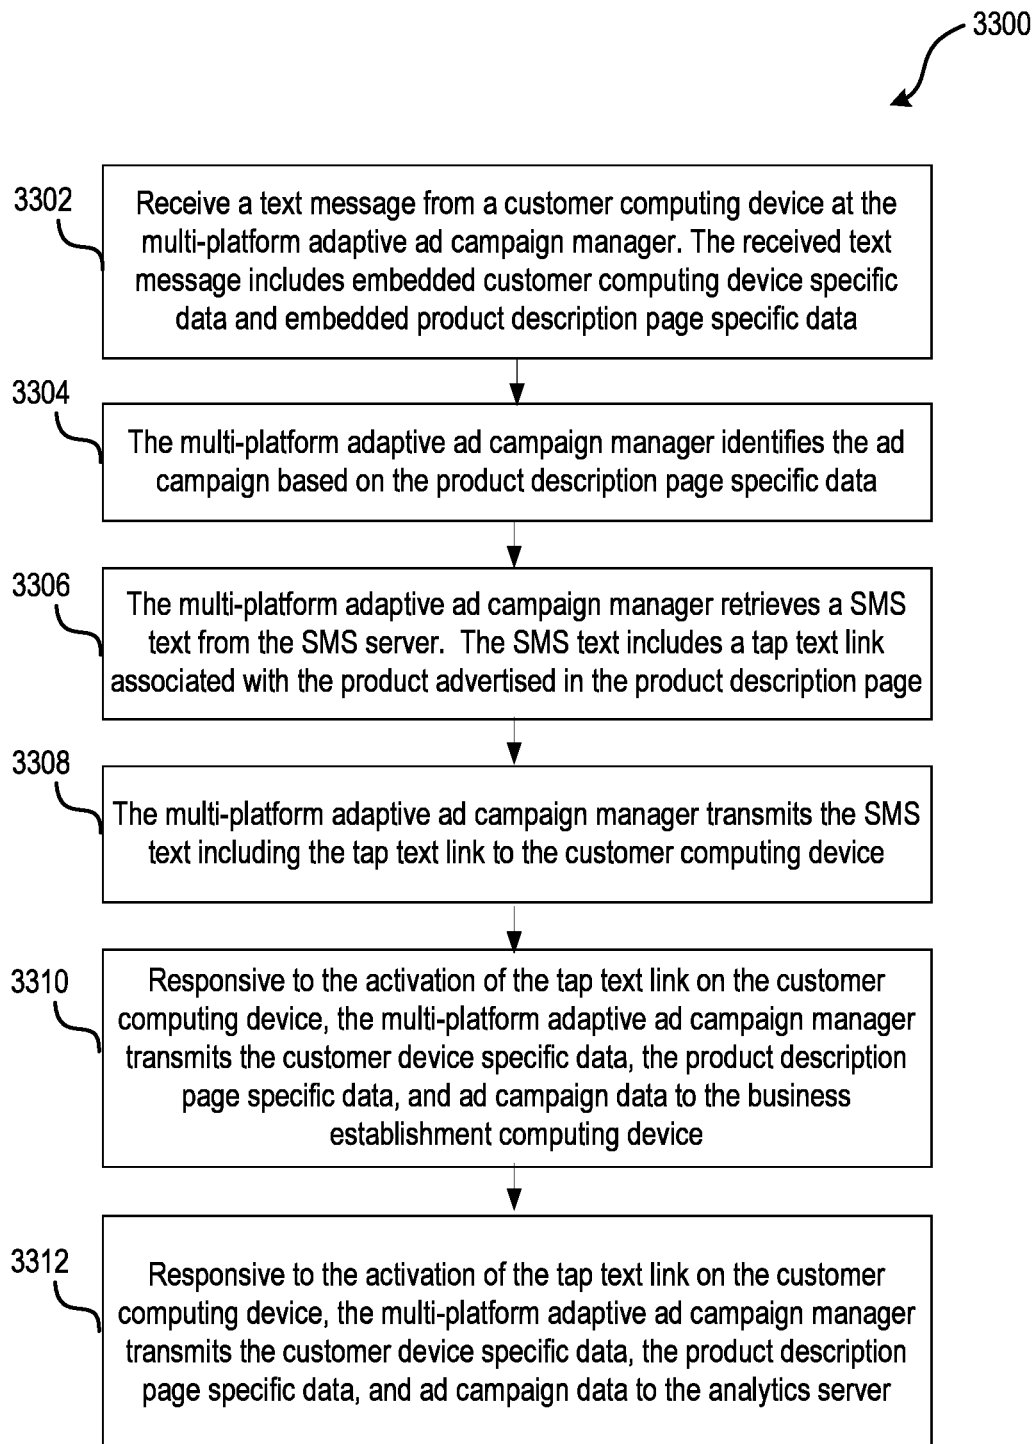 3300
3302
Receive a text message from a customer computing device at the
multi-platform adaptive ad campaign manager. The received text
message includes embedded customer computing device specific
data and embedded product description page specific data
3304
The multi-platform adaptive ad campaign manager identifies the ad
campaign based on the product description page specific data
3306
The multi-platform adaptive ad campaign manager retrieves a SMS
text from the SMS server.  The SMS text includes a tap text link
associated with the product advertised in the product description page
3308
The multi-platform adaptive ad campaign manager transmits the SMS
text including the tap text link to the customer computing device
3310
Responsive to the activation of the tap text link on the customer
computing device, the multi-platform adaptive ad campaign manager
transmits the customer device specific data, the product description
page specific data, and ad campaign data to the business
establishment computing device
3312
Responsive to the activation of the tap text link on the customer
computing device, the multi-platform adaptive ad campaign manager
transmits the customer device specific data, the product description
page specific data, and ad campaign data to the analytics server